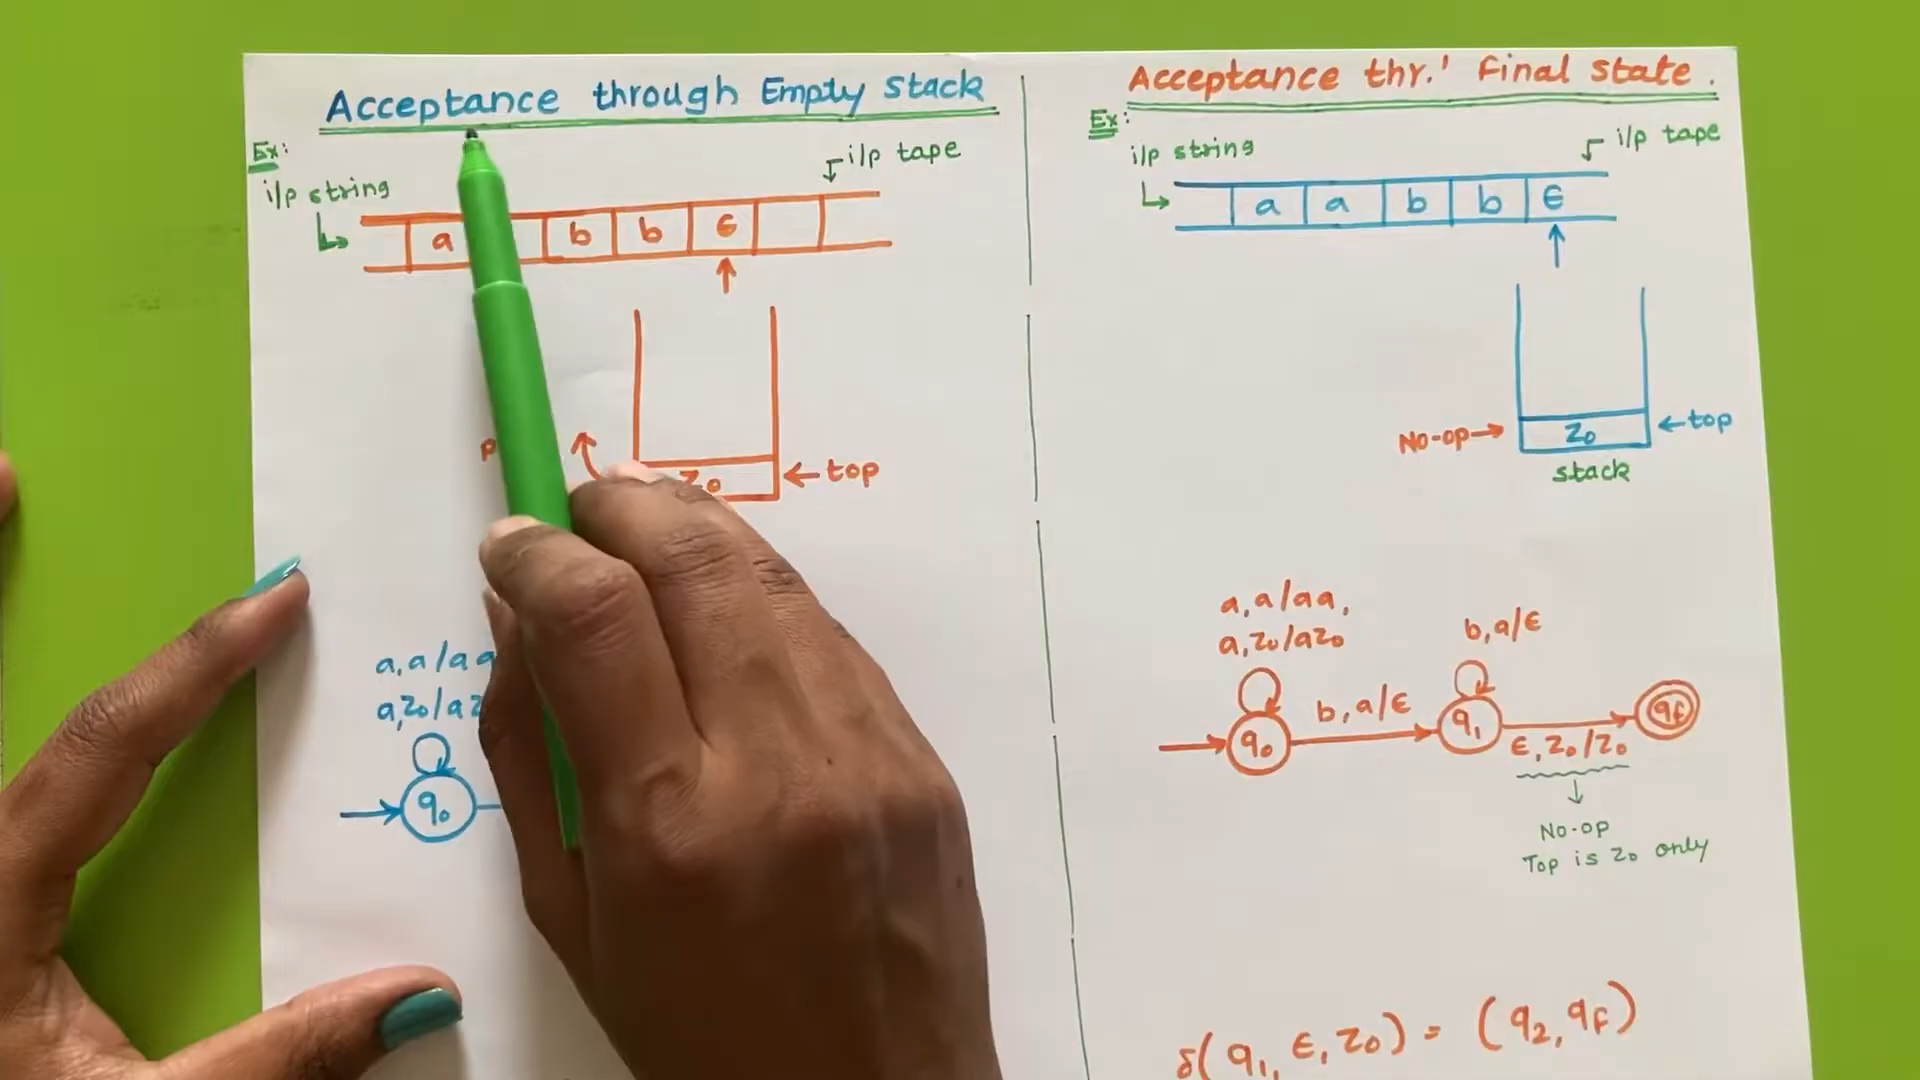 Acceptance through Empty Stack
Ex:
i/p string
i/p tape
a b b ϵ
Z0
top
a,a/aa
a,Z0/aZ
q0
Acceptance thr.' Final State.
Ex:
i/p string
i/p tape
a a b b ϵ
No-op
Z0
top
stack
a,a/aa,
a,Z0/aZ0
b,a/ϵ
b,a/ϵ
q0
q1
qf
ϵ,Z0/Z0
No-op
Top is Z0 only
δ(q1, ϵ, Z0) = (q2, qf)